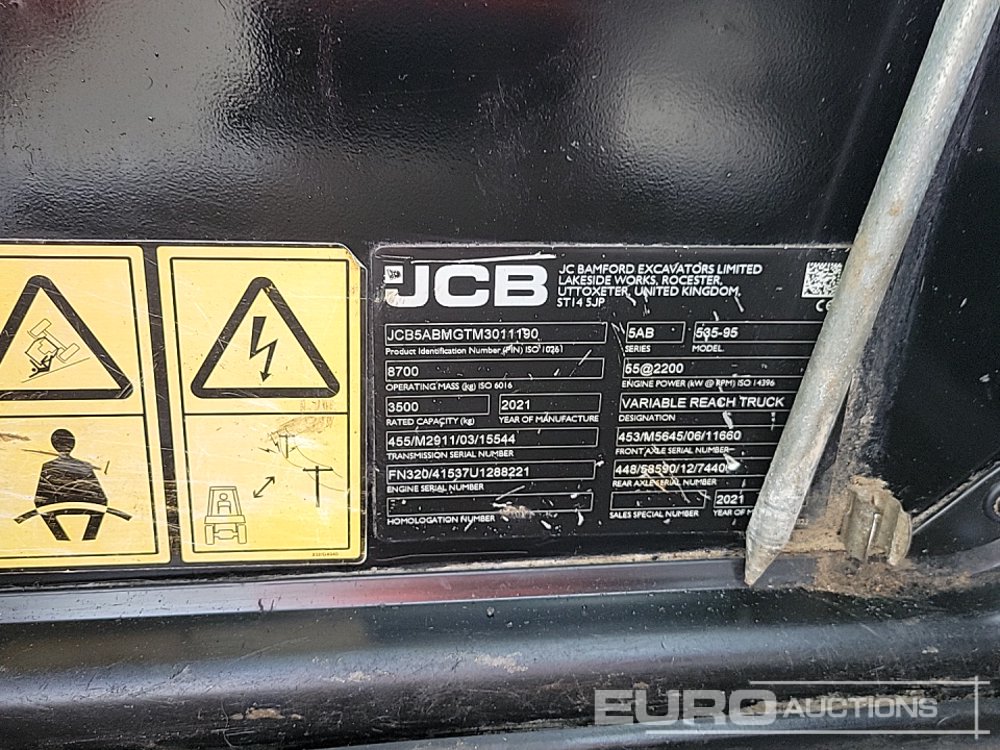 JCB
JC BAMFORD EXCAVATORS LIMITED
LAKESIDE WORKS, ROCESTER,
UTTOXETER, UNITED KINGDOM,
ST14 5JP
JCB5ABMGTM3011190
Product Identification Number (PIN) ISO 10261
5AB
SERIES
535-95
MODEL
8700
OPERATING MASS (kg) ISO 6016
55@2200
ENGINE POWER (kW @ RPM) ISO 14396
3500
RATED CAPACITY (kg)
2021
YEAR OF MANUFACTURE
VARIABLE REACH TRUCK
DESIGNATION
455/M2911/03/15544
TRANSMISSION SERIAL NUMBER
453/M5645/06/11660
FRONT AXLE SERIAL NUMBER
FN320/41537U1288221
ENGINE SERIAL NUMBER
REAR AXLE SERIAL NUMBER
HOMOLOGATION NUMBER
SALES SPECIAL NUMBER
2021
YEAR OF
EURO AUCTIONS